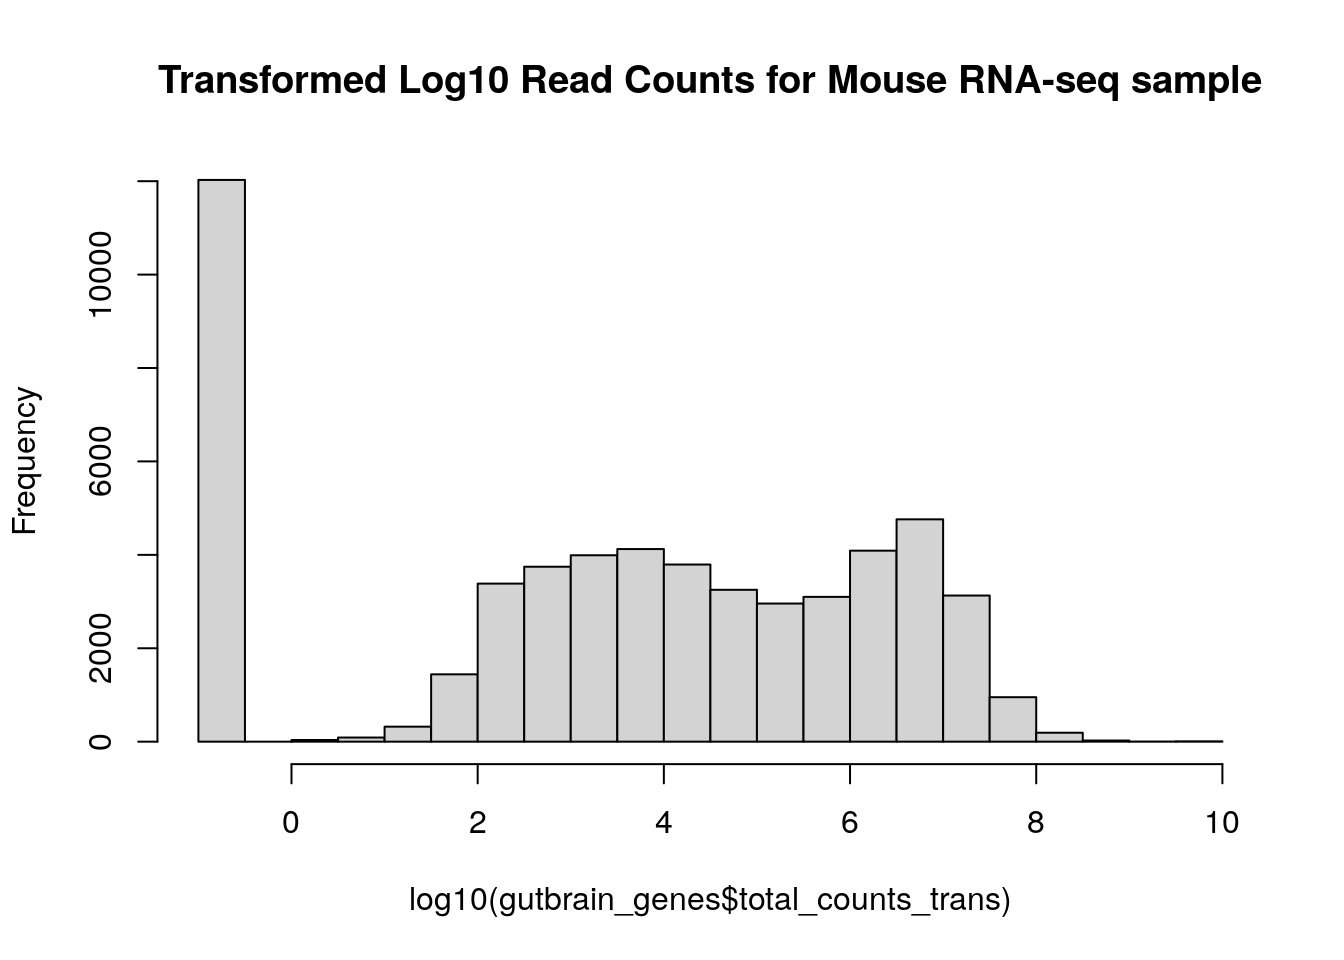 Transformed Log10 Read Counts for Mouse RNA-seq sample
Frequency
10000
6000
2000
0
0 2 4 6 8 10
log10(gutbrain_genes$total_counts_trans)